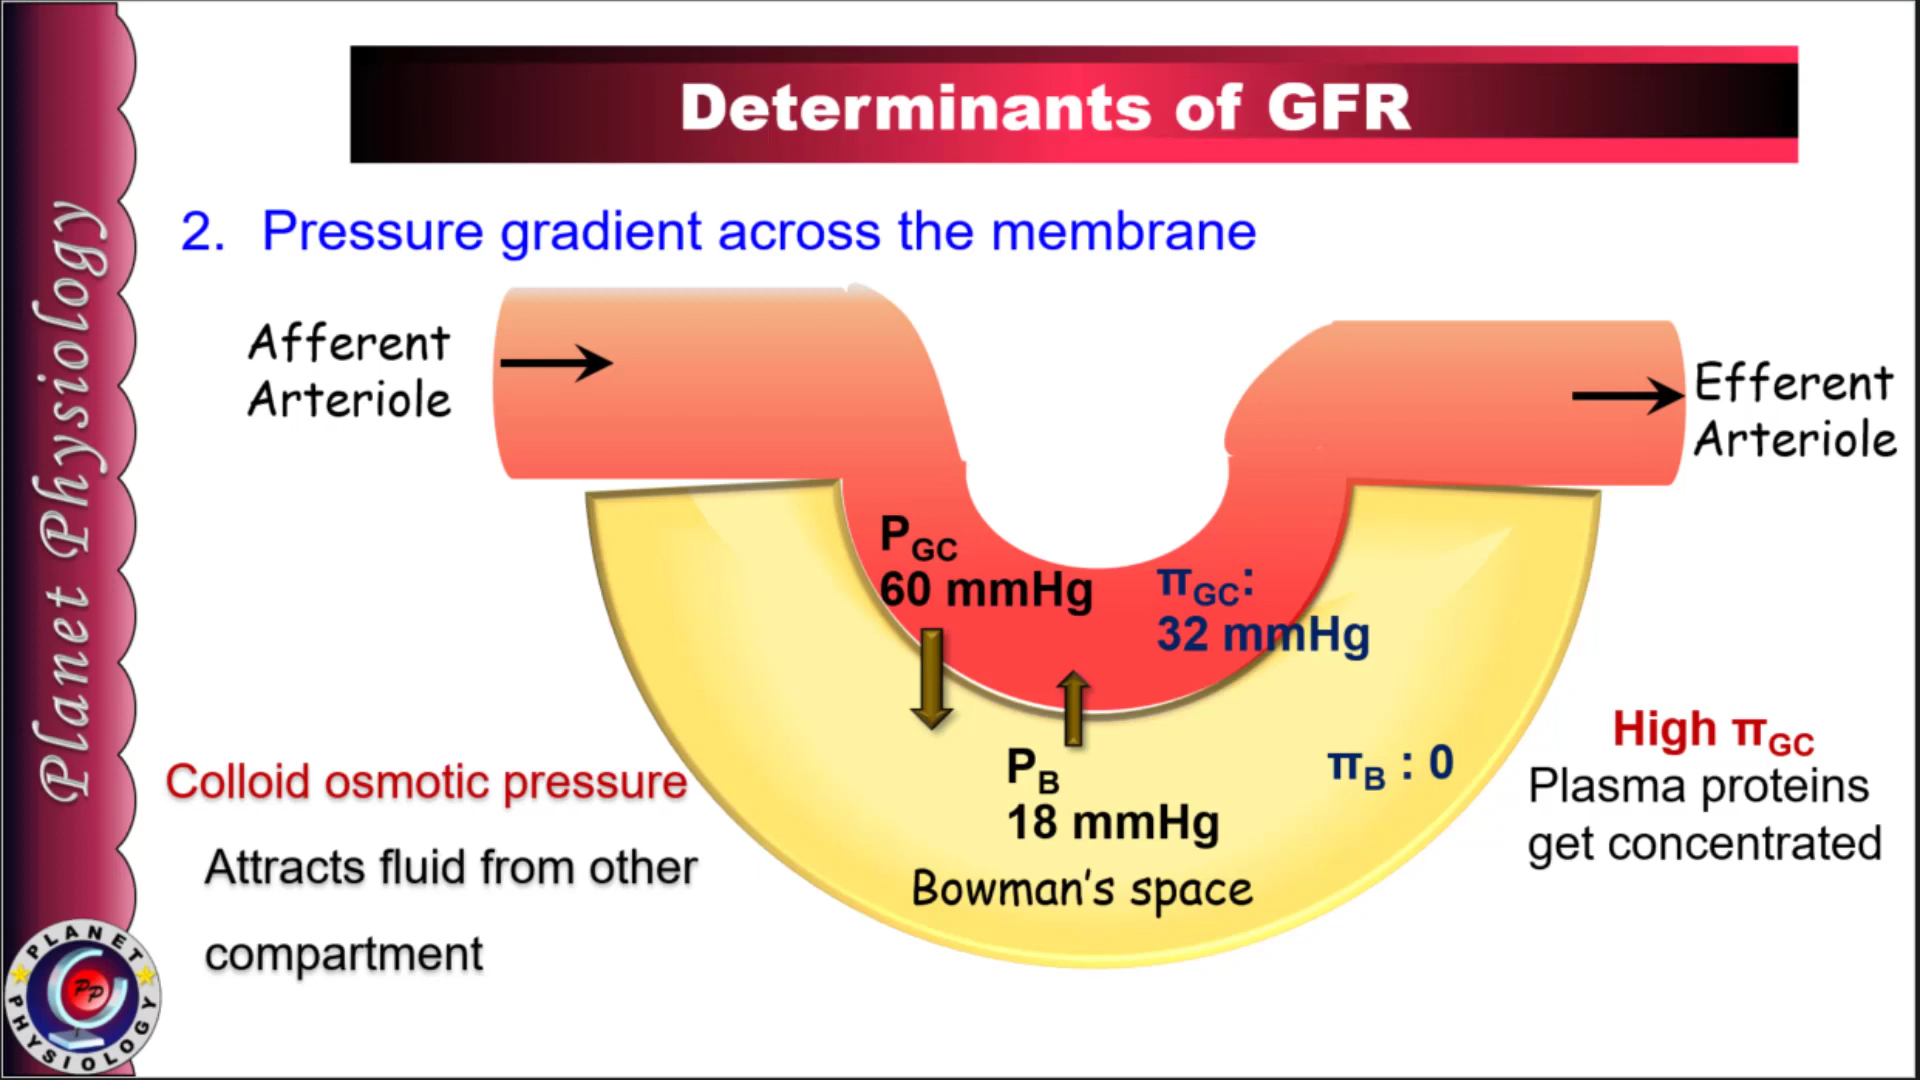 Determinants of GFR
Planet Physiology
2. Pressure gradient across the membrane
Afferent
Arteriole
Efferent
Arteriole
PGC
60 mmHg
πGC:
32 mmHg
PB
18 mmHg
πB : 0
Bowman's space
High πGC
Plasma proteins
get concentrated
Colloid osmotic pressure
Attracts fluid from other
compartment
PLANET
PHYSIOLOGY
PP